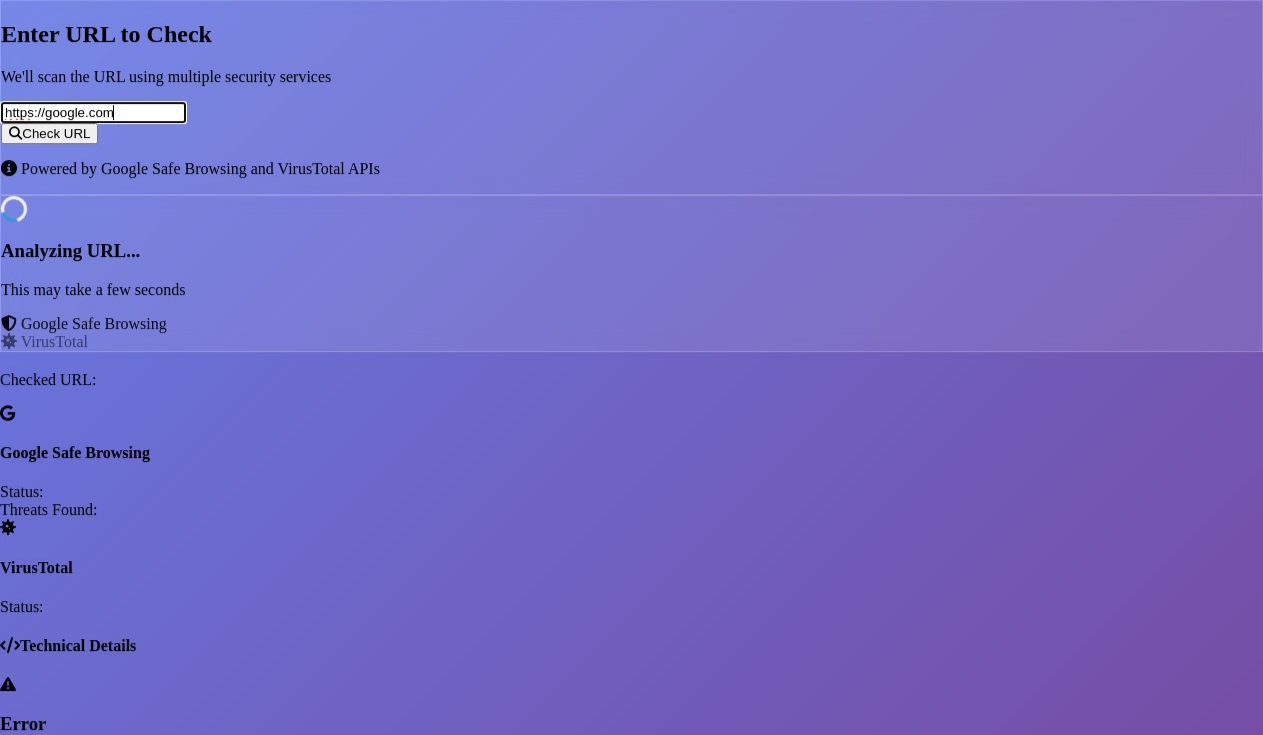 Enter URL to Check
We'll scan the URL using multiple security services
https://google.com
Check URL
Powered by Google Safe Browsing and VirusTotal APIs
Analyzing URL...
This may take a few seconds
Google Safe Browsing
VirusTotal
Checked URL:
Google Safe Browsing
Status:
Threats Found:
VirusTotal
Status:
Technical Details
Error